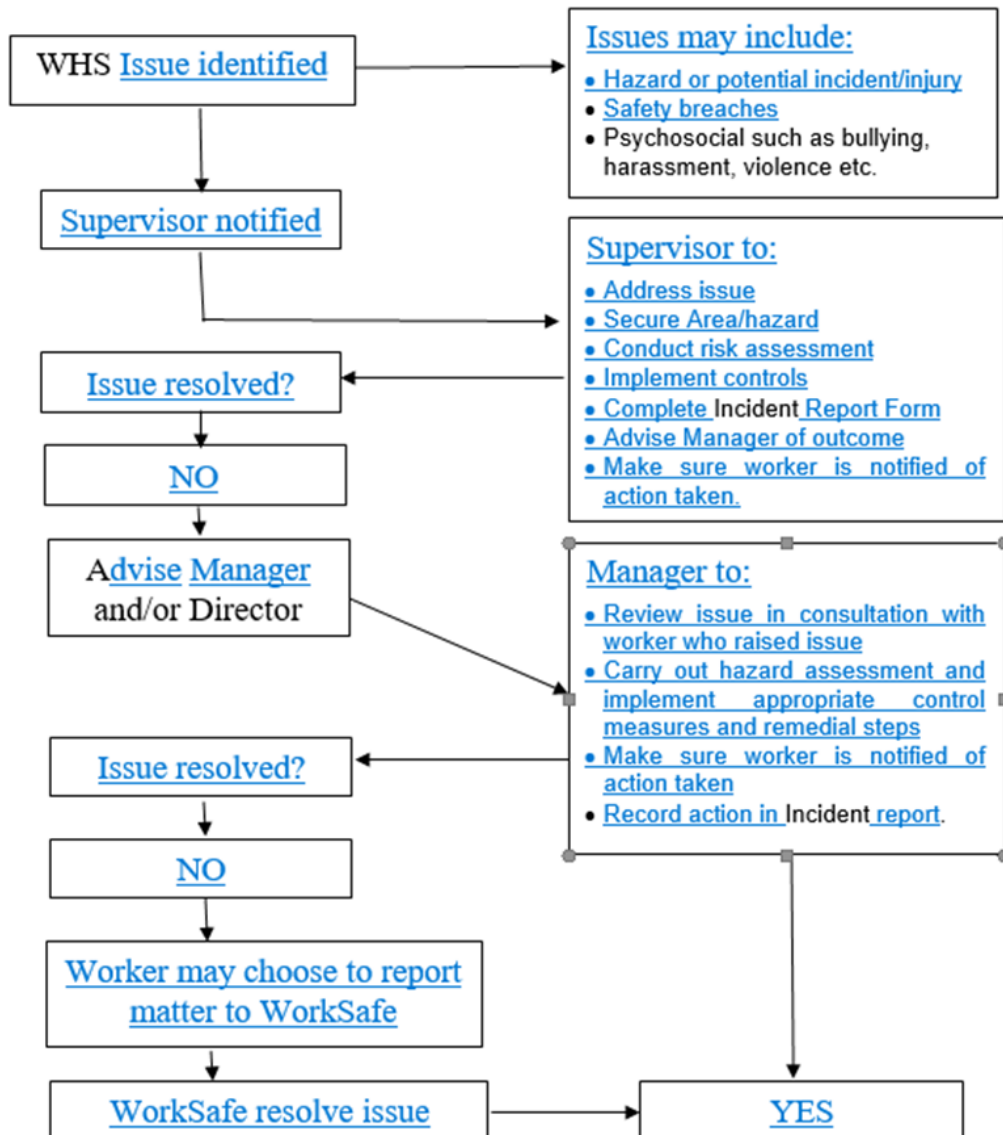 WHS Issue identified
Issues may include:
• Hazard or potential incident/injury
• Safety breaches
• Psychosocial such as bullying,
harassment, violence etc.
Supervisor notified
Supervisor to:
• Address issue
• Secure Area/hazard
• Conduct risk assessment
• Implement controls
• Complete Incident Report Form
• Advise Manager of outcome
• Make sure worker is notified of
action taken.
Issue resolved?
NO
Advise Manager
and/or Director
Manager to:
• Review issue in consultation with
worker who raised issue
• Carry out hazard assessment and
implement appropriate control
measures and remedial steps
• Make sure worker is notified of
action taken
• Record action in Incident report.
Issue resolved?
NO
Worker may choose to report
matter to WorkSafe
WorkSafe resolve issue
YES